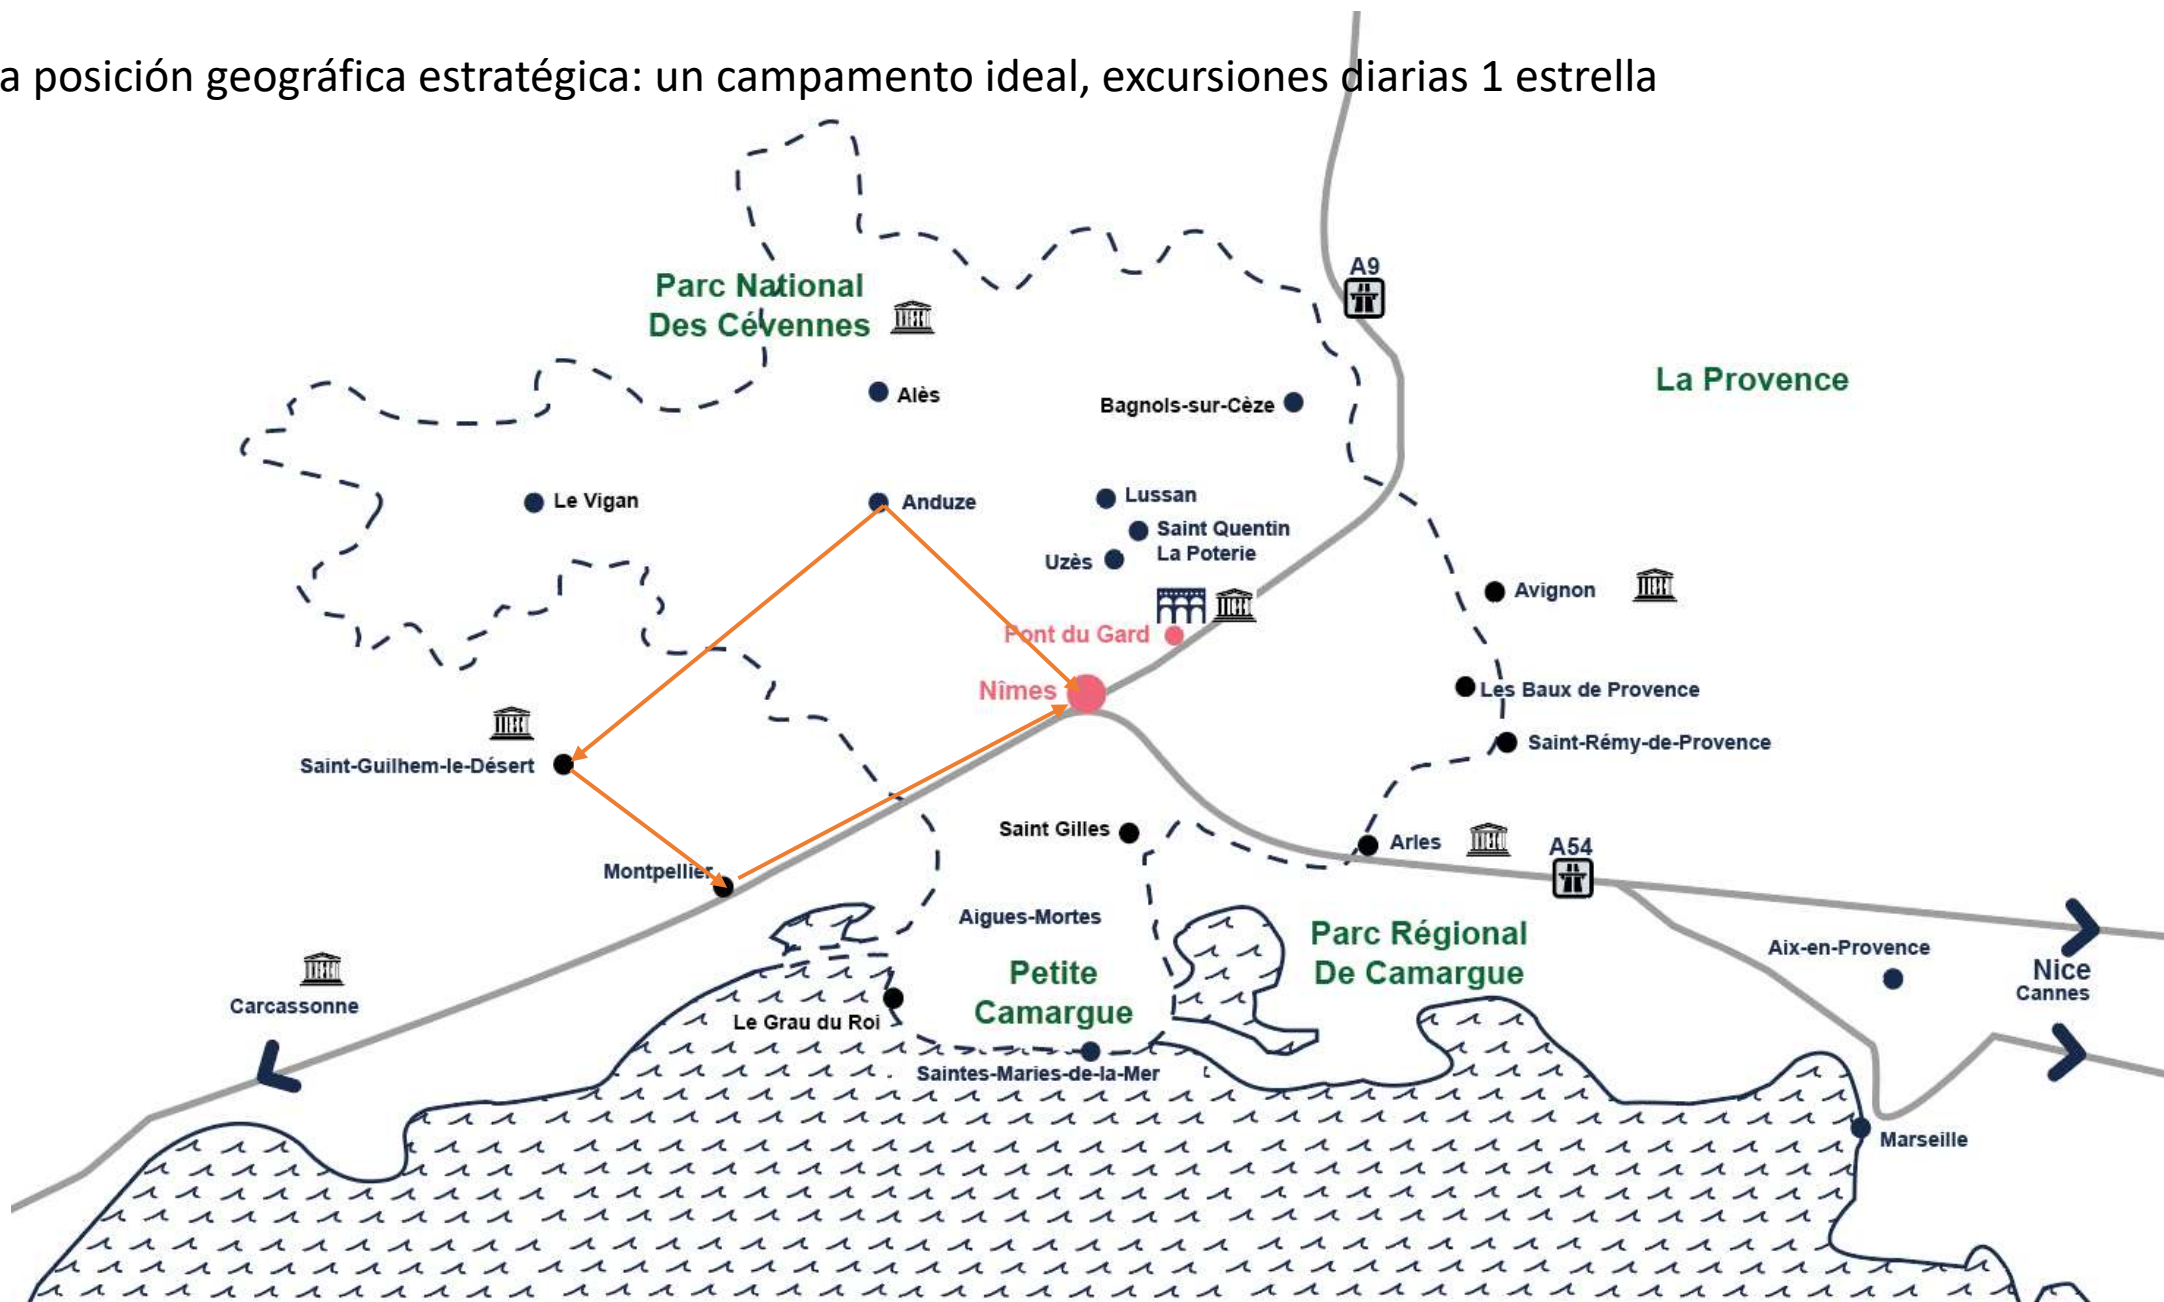 a posición geográfica estratégica: un campamento ideal, excursiones diarias 1 estrella
A9
Parc National
Des Cévennes
La Provence
Alès
Bagnols-sur-Cèze
Le Vigan
Anduze
Lussan
Saint Quentin
La Poterie
Uzès
Avignon
Pont du Gard
Nîmes
Les Baux de Provence
Saint-Rémy-de-Provence
Saint-Guilhem-le-Désert
Saint Gilles
Arles
A54
Montpellier
Aigues-Mortes
Parc Régional
De Camargue
Aix-en-Provence
Petite
Camargue
Nice
Cannes
Carcassonne
Le Grau du Roi
Saintes-Maries-de-la-Mer
Marseille